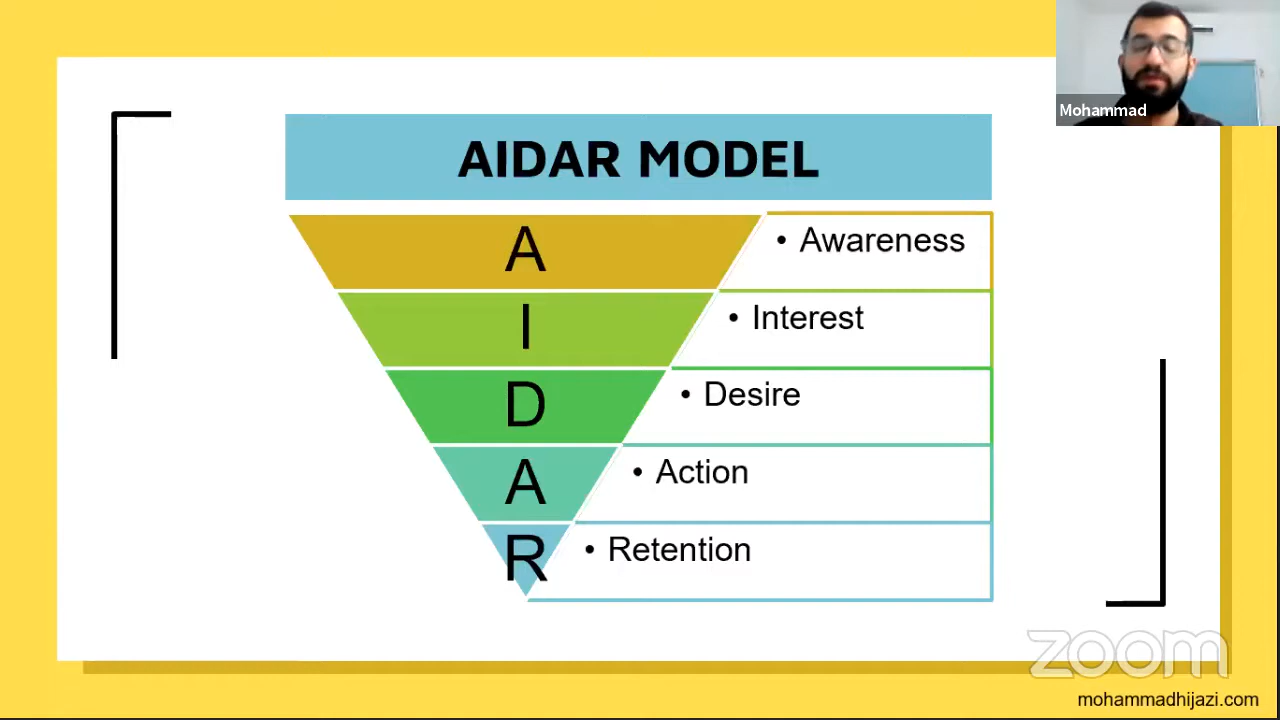 Mohammad
AIDAR MODEL
A
• Awareness
I
• Interest
D
• Desire
A
• Action
R
• Retention
zoom
mohammadhijazi.com